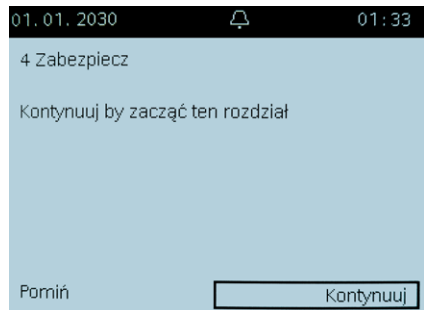 01.01.2030 01:33
4 Zabezpiecz
Kontynuuj by zacząć ten rozdział
Pomiń Kontynuuj